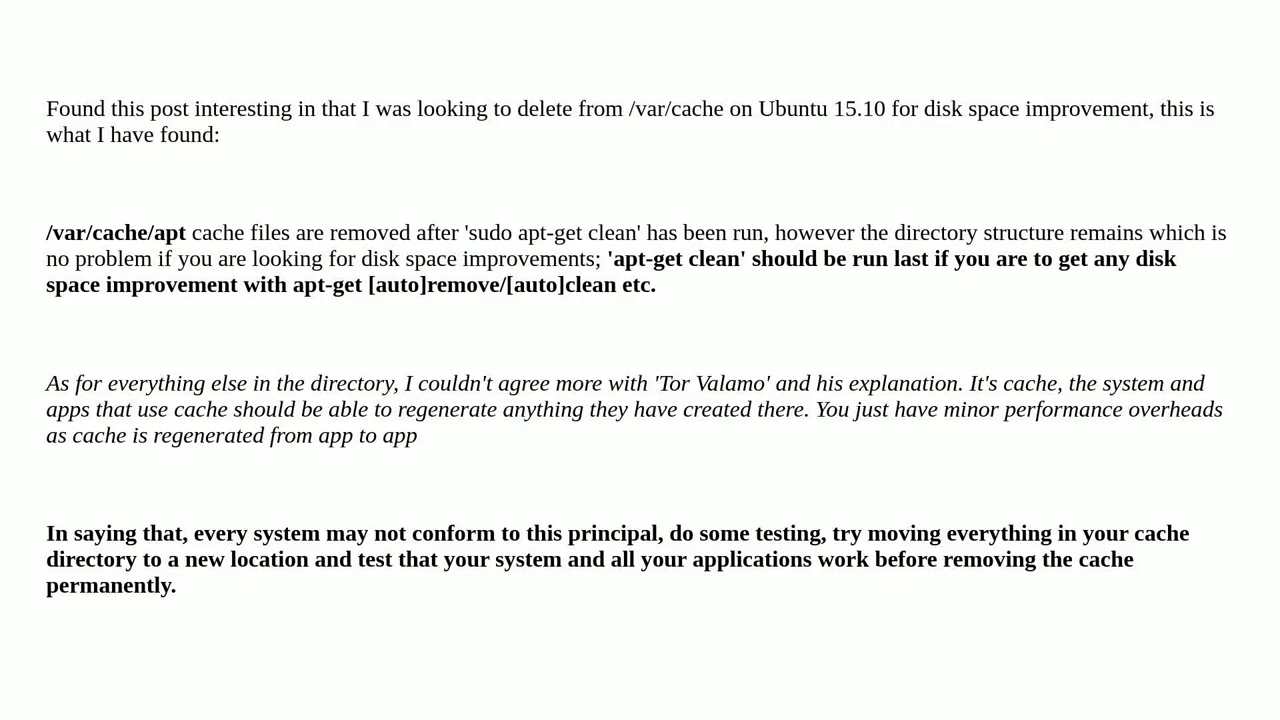 Found this post interesting in that I was looking to delete from /var/cache on Ubuntu 15.10 for disk space improvement, this is
what I have found:
/var/cache/apt cache files are removed after 'sudo apt-get clean' has been run, however the directory structure remains which is
no problem if you are looking for disk space improvements; 'apt-get clean' should be run last if you are to get any disk
space improvement with apt-get [auto]remove/[auto]clean etc.
As for everything else in the directory, I couldn't agree more with 'Tor Valamo' and his explanation. It's cache, the system and
apps that use cache should be able to regenerate anything they have created there. You just have minor performance overheads
as cache is regenerated from app to app
In saying that, every system may not conform to this principal, do some testing, try moving everything in your cache
directory to a new location and test that your system and all your applications work before removing the cache
permanently.